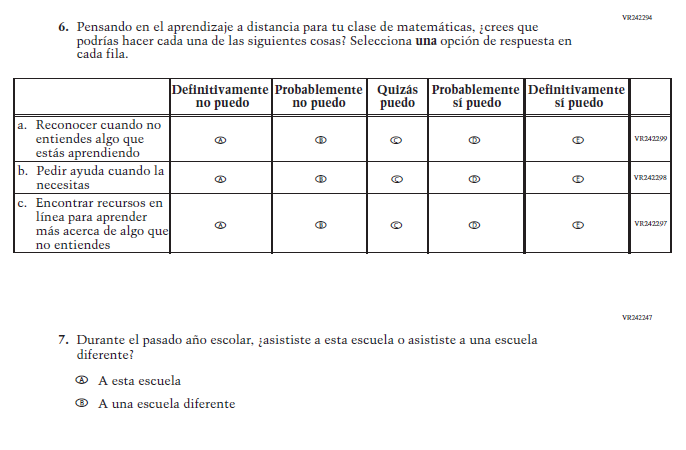 VR242294
6. Pensando en el aprendizaje a distancia para tu clase de matemáticas, ¿crees que
podrías hacer cada una de las siguientes cosas? Selecciona una opción de respuesta en
cada fila.
Definitivamente no puedo Probablemente no puedo Quizás puedo Probablemente sí puedo Definitivamente sí puedo
a. Reconocer cuando no
entiendes algo que
estás aprendiendo
A B C D E VR242299
b. Pedir ayuda cuando la
necesitas
A B C D E VR242298
c. Encontrar recursos en
línea para aprender
más acerca de algo que
no entiendes
A B C D E VR242297
VR242247
7. Durante el pasado año escolar, ¿asististe a esta escuela o asististe a una escuela
diferente?
A A esta escuela
B A una escuela diferente